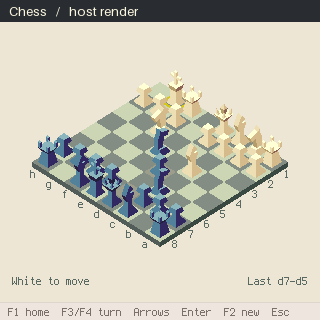 Chess / host render
h g f e d c b a
8 7 6 5 4 3 2 1
White to move
Last d7-d5
F1 home F3/F4 turn Arrows Enter F2 new Esc